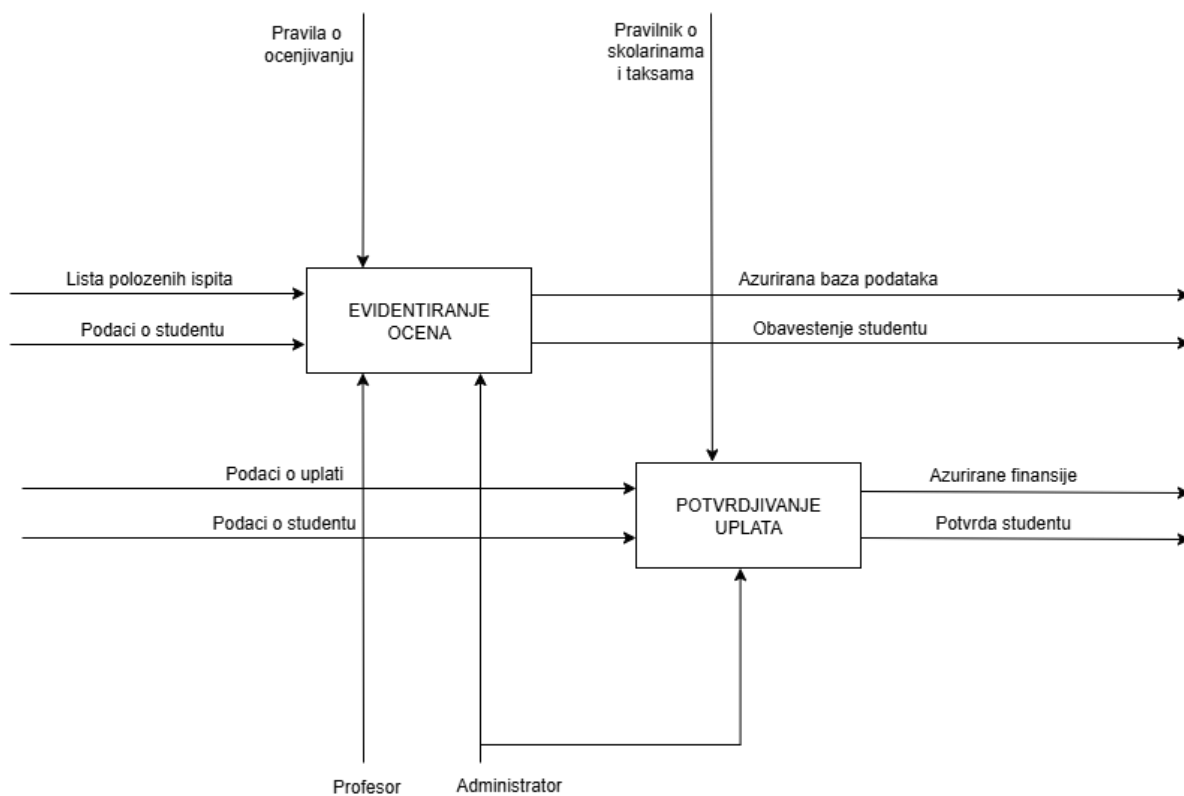 Pravila o
ocenjivanju
Pravilnik o
skolarinama
i taksama
Lista polozenih ispita
Podaci o studentu
EVIDENTIRANJE
OCENA
Azurirana baza podataka
Obavestenje studentu
Podaci o uplati
Podaci o studentu
POTVRDJIVANJE
UPLATA
Azurirane finansije
Potvrda studentu
Profesor
Administrator